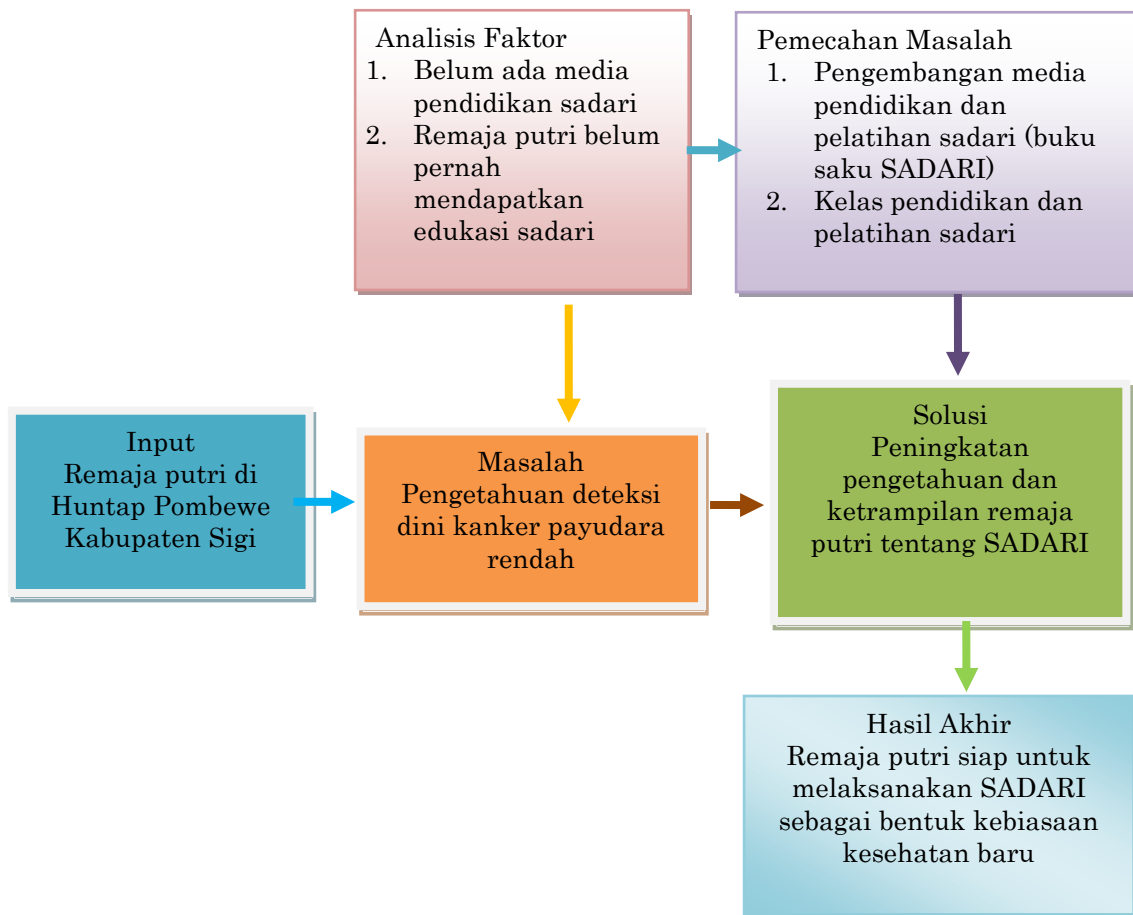 Analisis Faktor
1. Belum ada media
pendidikan sadari
2. Remaja putri belum
pernah
mendapatkan
edukasi sadari
Pemecahan Masalah
1. Pengembangan media
pendidikan dan
pelatihan sadari (buku
saku SADARI)
2. Kelas pendidikan dan
pelatihan sadari
Input
Remaja putri di
Huntap Pombewe
Kabupaten Sigi
Masalah
Pengetahuan deteksi
dini kanker payudara
rendah
Solusi
Peningkatan
pengetahuan dan
ketrampilan remaja
putri tentang SADARI
Hasil Akhir
Remaja putri siap untuk
melaksanakan SADARI
sebagai bentuk kebiasaan
kesehatan baru